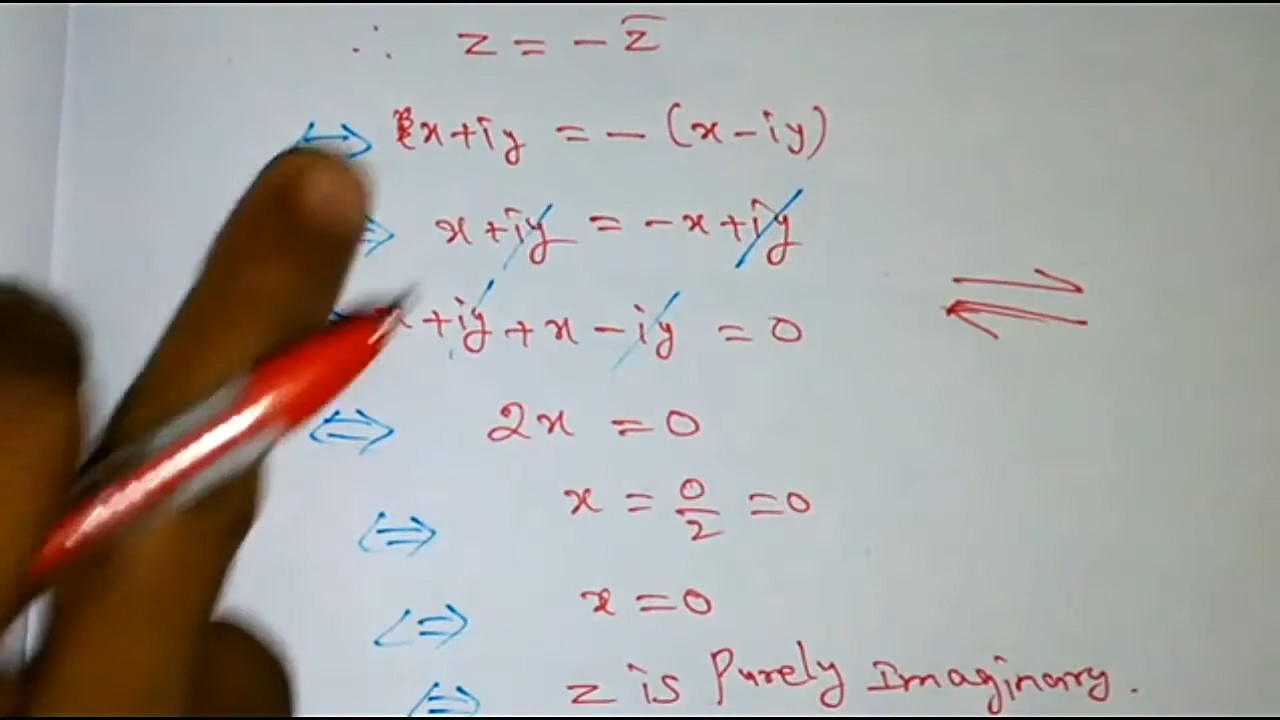 ∴ z = - z̅
⇔ x + iy = - (x - iy)
⇒ x + iy = - x + iy
+ iy + x - iy = 0
⇔ 2x = 0
⇔ x = 0/2 = 0
⇔ x = 0
⇔ z is Purely Imaginary.